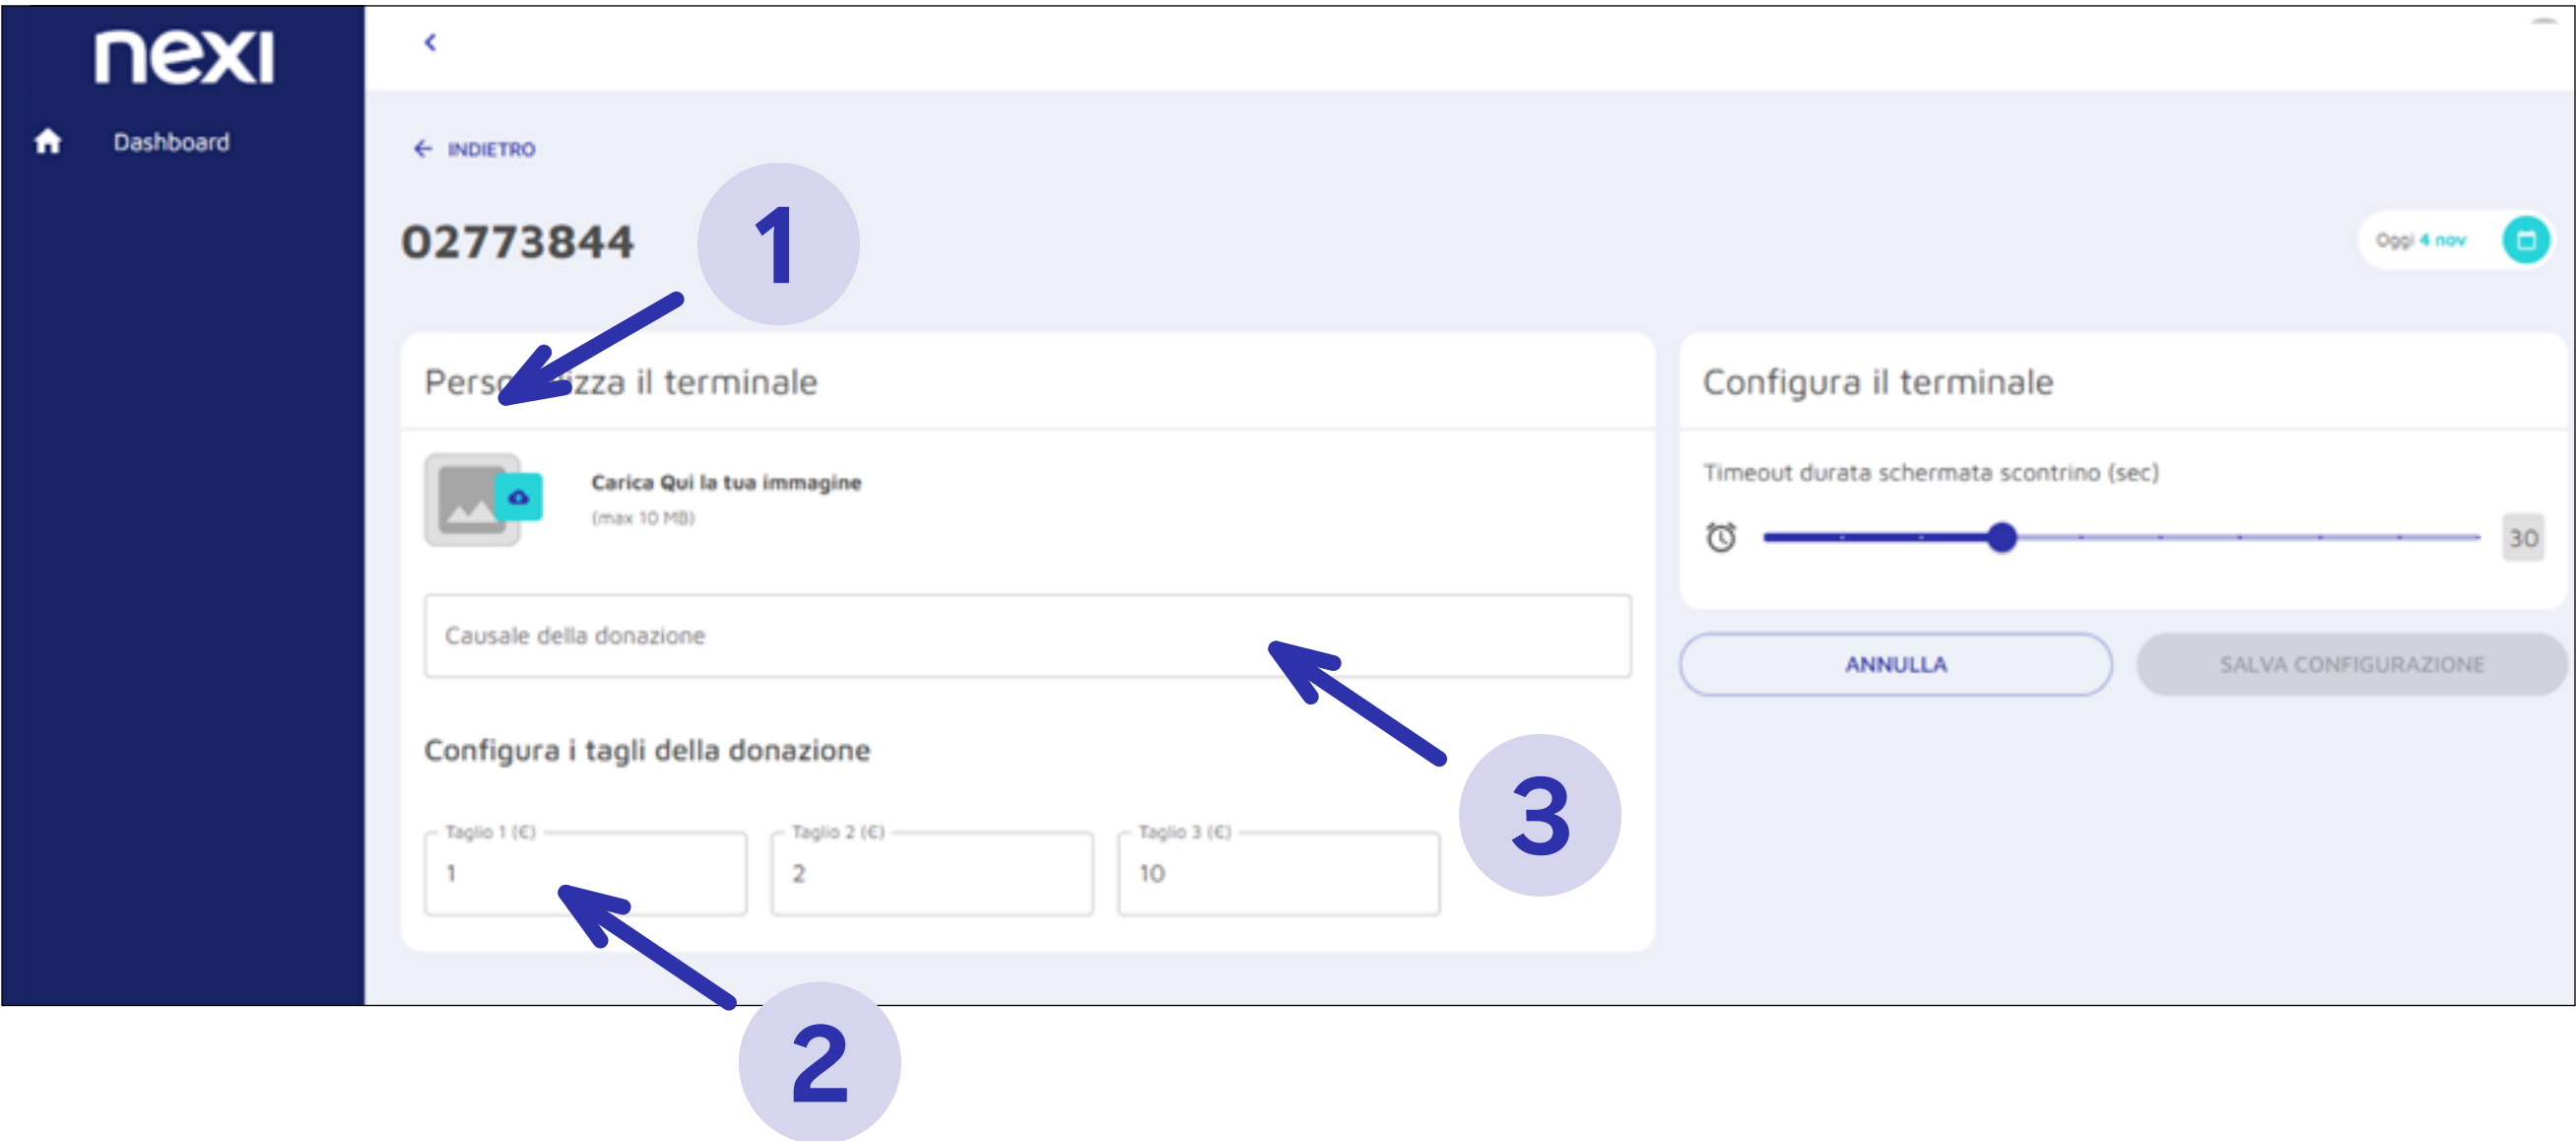 nexi
Dashboard
INDIETRO
02773844
1
Oggi 4 nov
Personalizza il terminale
Carica Qui la tua immagine
(max 10 MB)
Causale della donazione
Configura i tagli della donazione
Taglio 1 (€)
1
Taglio 2 (€)
2
Taglio 3 (€)
10
Configura il terminale
Timeout durata schermata scontrino (sec)
30
ANNULLA
SALVA CONFIGURAZIONE
3
2